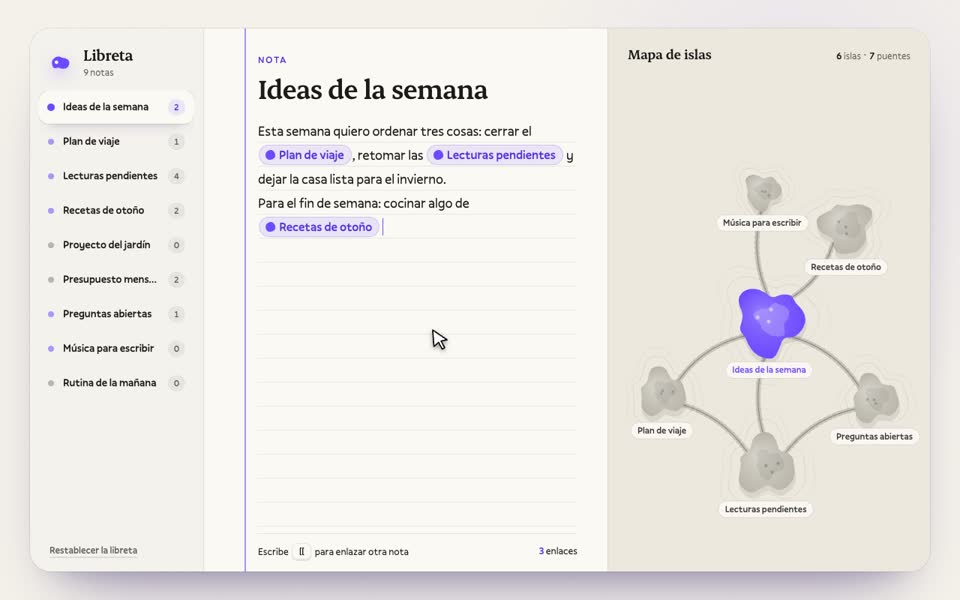 Libreta
9 notas
Ideas de la semana 2
Plan de viaje 1
Lecturas pendientes 4
Recetas de otoño 2
Proyecto del jardín 0
Presupuesto mens... 2
Preguntas abiertas 1
Música para escribir 0
Rutina de la mañana 0
Restablecer la libreta
NOTA
Ideas de la semana
Esta semana quiero ordenar tres cosas: cerrar el
Plan de viaje, retomar las Lecturas pendientes y
dejar la casa lista para el invierno.
Para el fin de semana: cocinar algo de
Recetas de otoño
Escribe [[ para enlazar otra nota
3 enlaces
Mapa de islas
6 islas · 7 puentes
Música para escribir
Recetas de otoño
Ideas de la semana
Plan de viaje
Preguntas abiertas
Lecturas pendientes